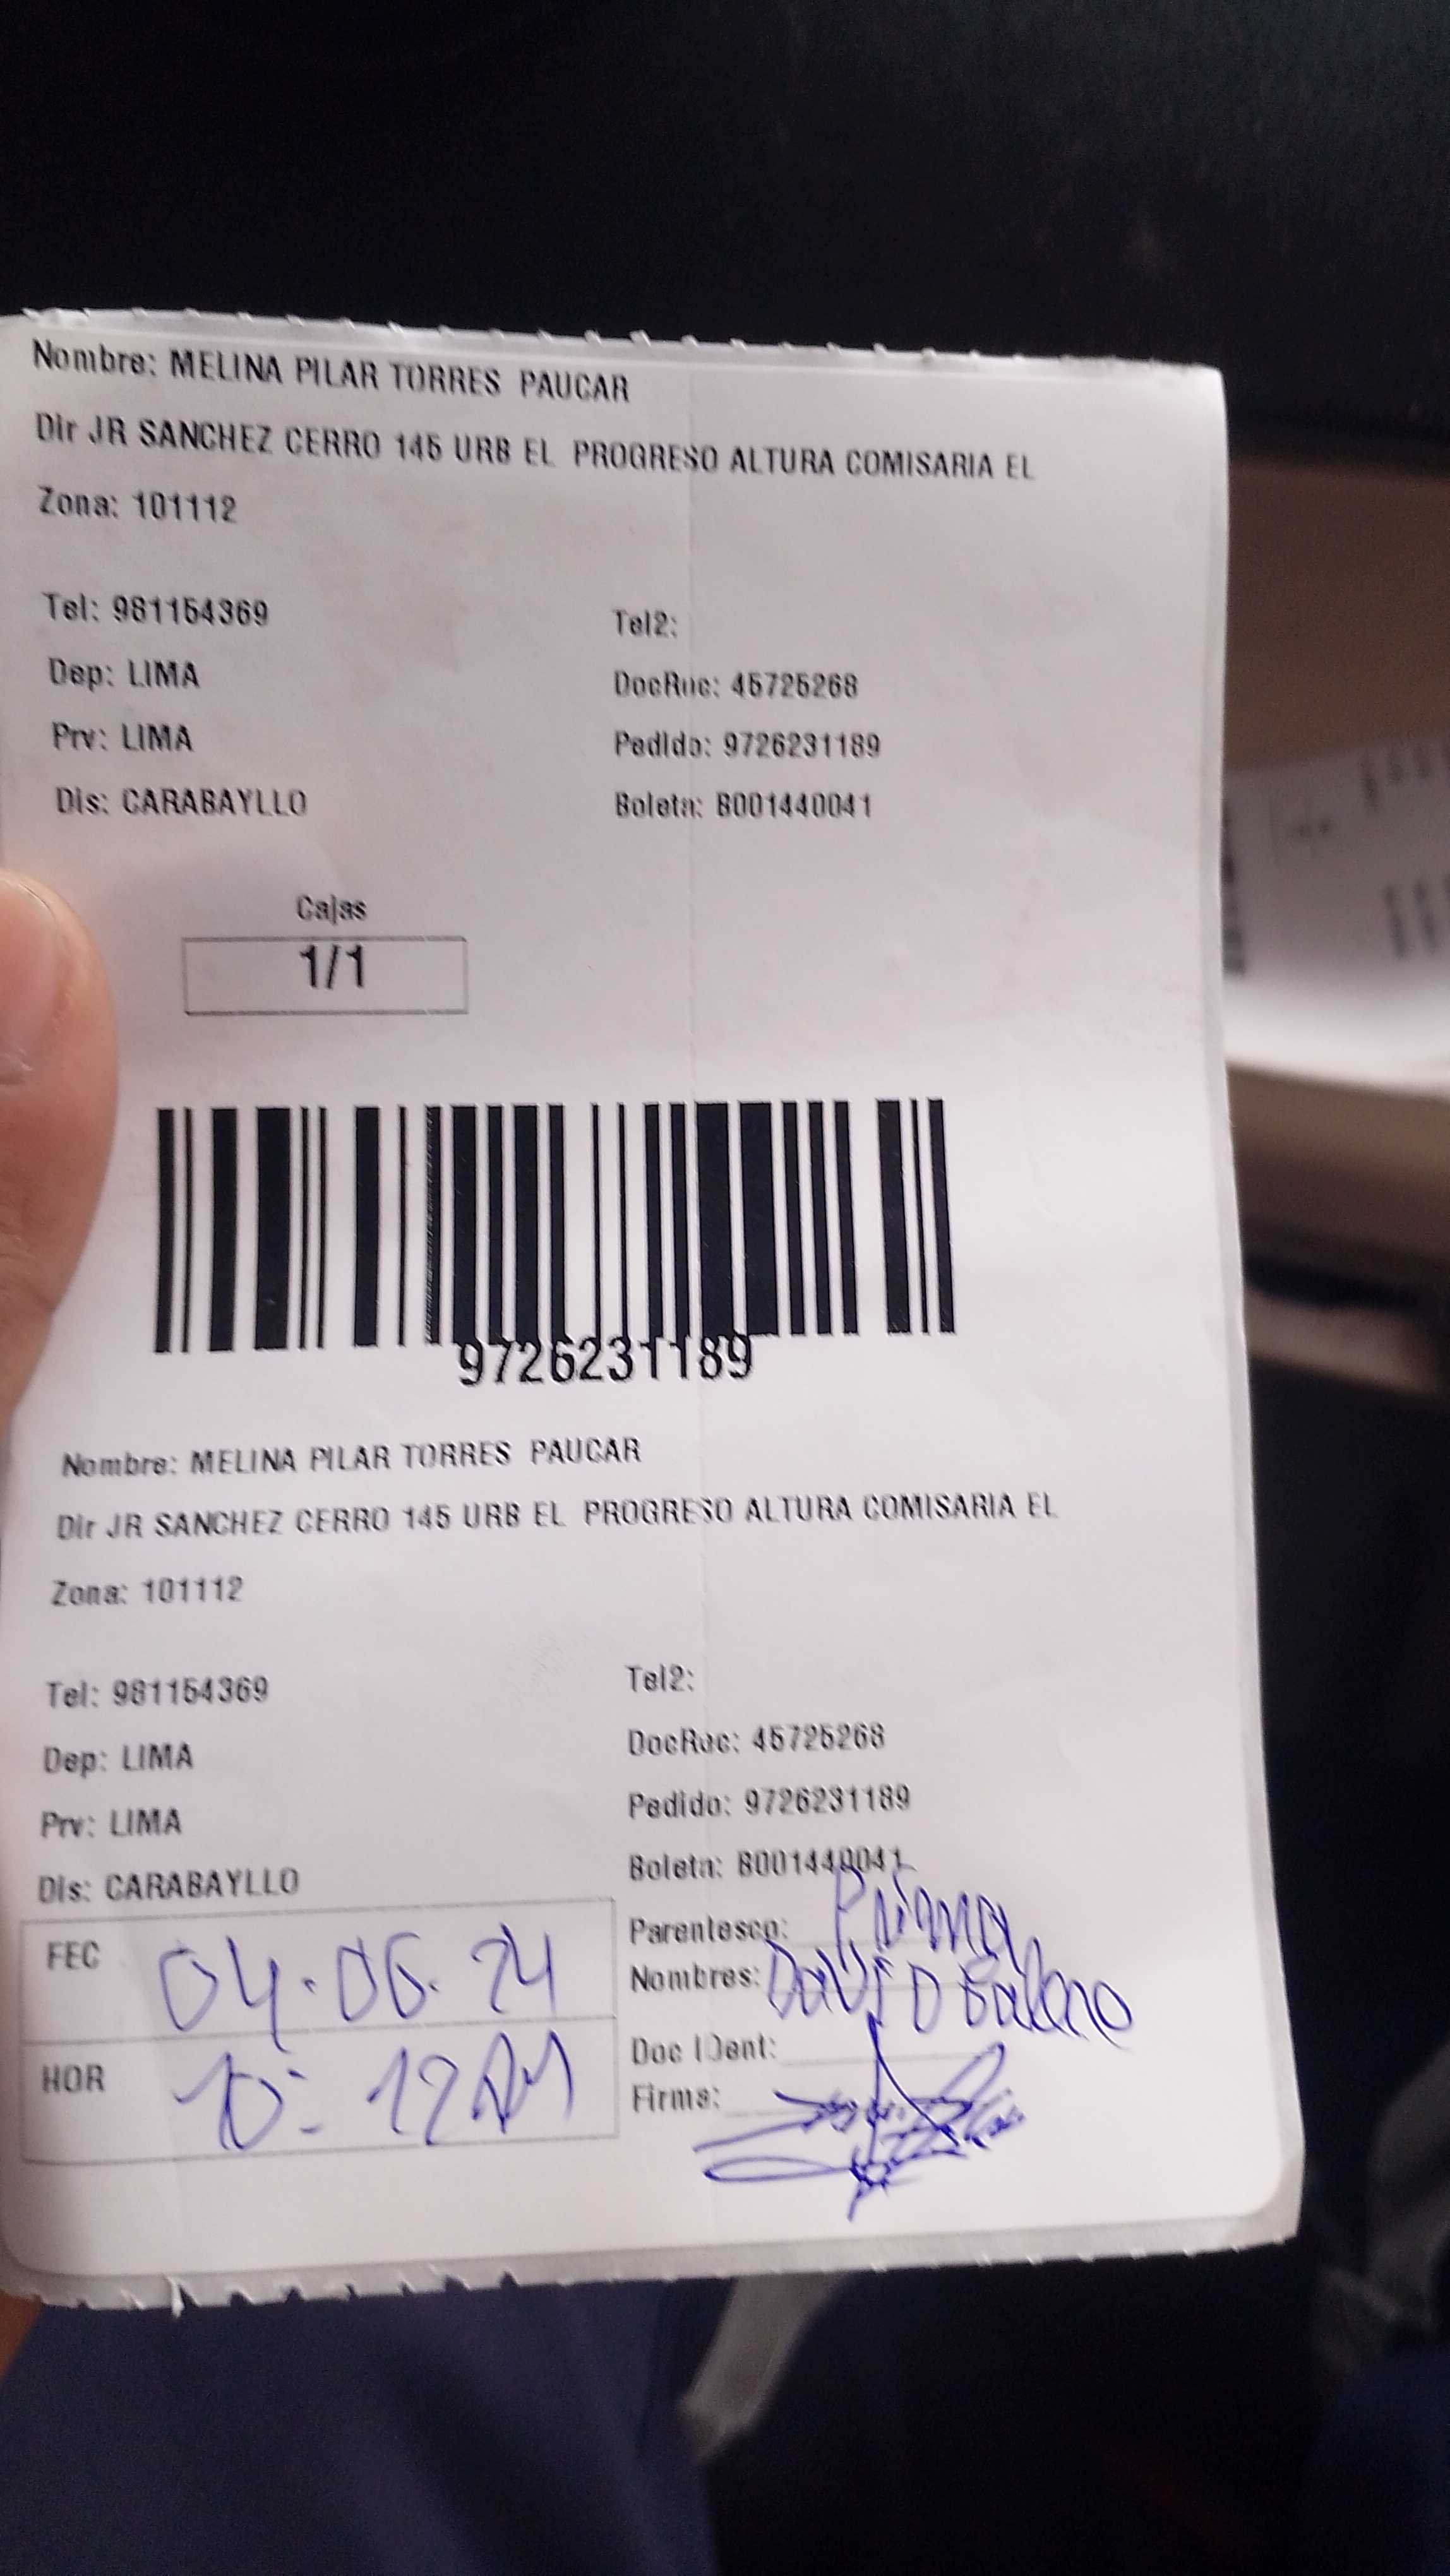 Nombre: MELINA PILAR TORRES PAUCAR
Dir JR SANCHEZ CERRO 145 URB EL PROGRESO ALTURA COMISARIA EL
Zona: 101112
Tel: 981154369 Tel2:
Dep: LIMA DocRuc: 45725268
Prv: LIMA Pedido: 9726231189
Dis: CARABAYLLO Boleta: B001440041
Cajas
1/1
9726231189
Nombre: MELINA PILAR TORRES PAUCAR
Dir JR SANCHEZ CERRO 145 URB EL PROGRESO ALTURA COMISARIA EL
Zona: 101112
Tel: 981154369 Tel2:
Dep: LIMA DocRuc: 45725268
Prv: LIMA Pedido: 9726231189
Dis: CARABAYLLO Boleta: B001440041
FEC 04.06.24 Parentesco:
Nombres: DaviD
HOR Doc IDent:
Firma: